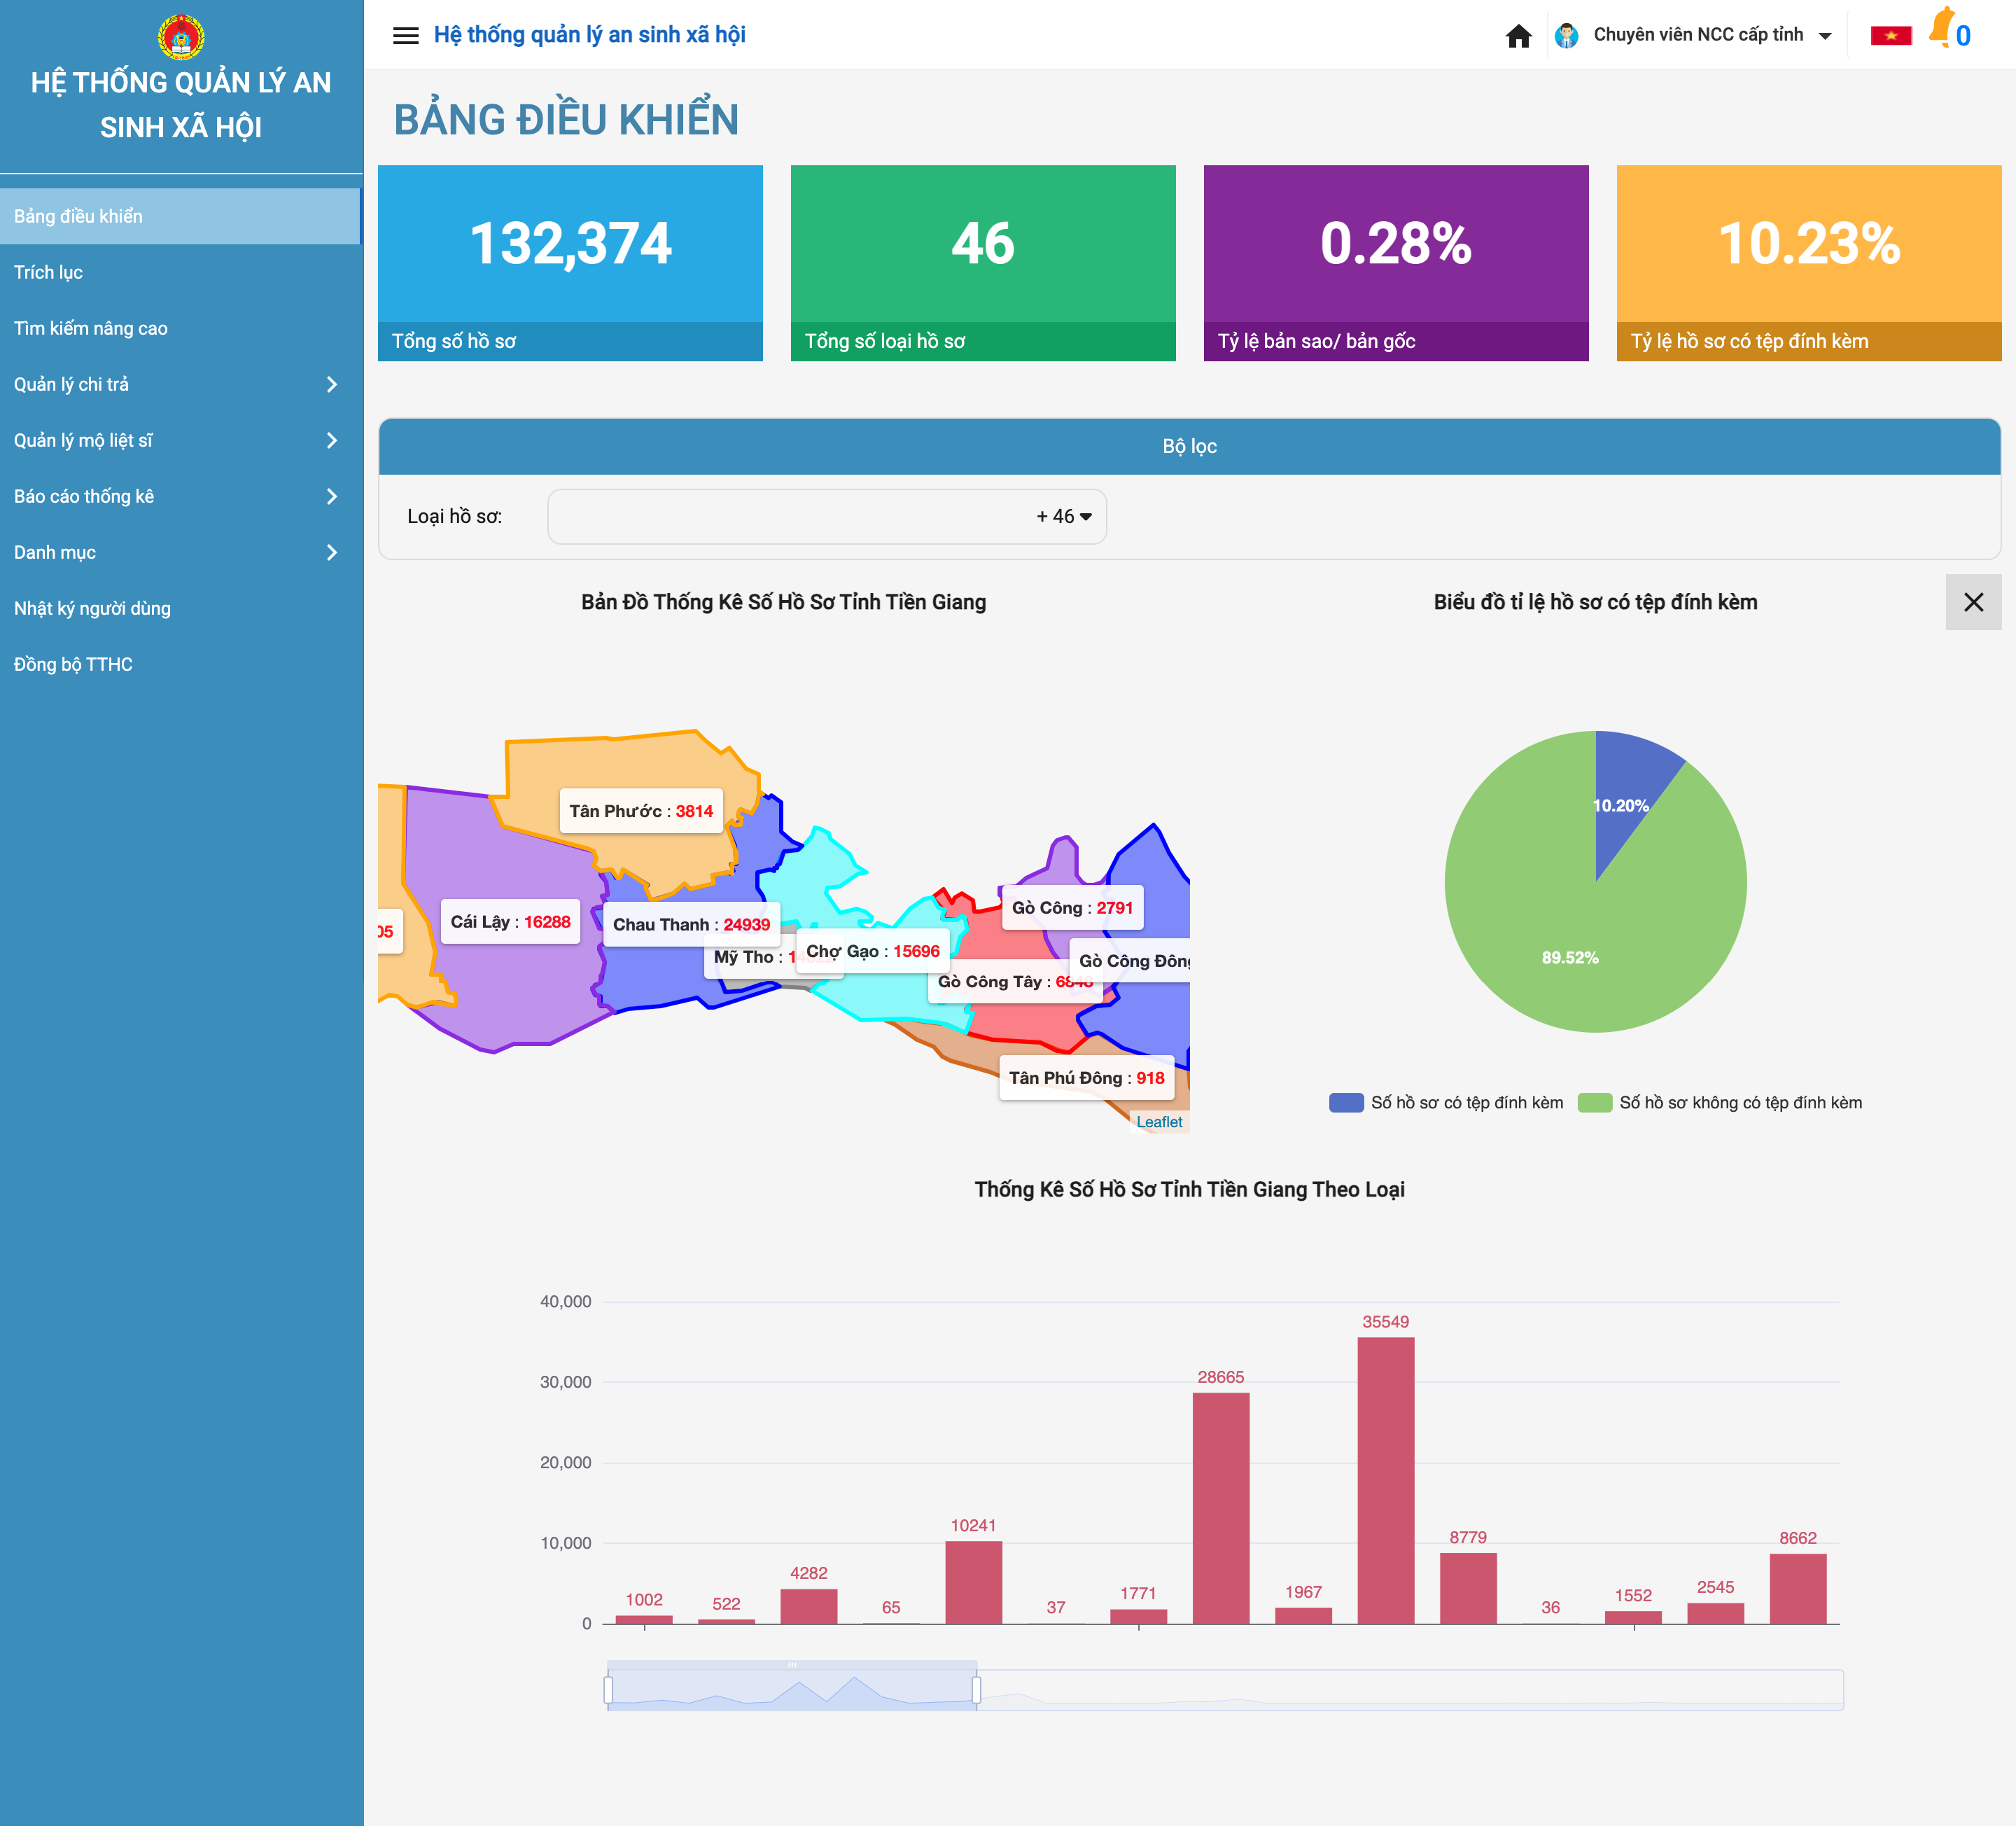 HỆ THỐNG QUẢN LÝ AN
SINH XÃ HỘI
Bảng điều khiển
Trích lục
Tìm kiếm nâng cao
Quản lý chi trả
Quản lý mộ liệt sĩ
Báo cáo thống kê
Danh mục
Nhật ký người dùng
Đồng bộ TTHC
Hệ thống quản lý an sinh xã hội
Chuyên viên NCC cấp tỉnh
0
BẢNG ĐIỀU KHIỂN
132,374
Tổng số hồ sơ
46
Tổng số loại hồ sơ
0.28%
Tỷ lệ bản sao/ bản gốc
10.23%
Tỷ lệ hồ sơ có tệp đính kèm
Bộ lọc
Loại hồ sơ:
+ 46
Bản Đồ Thống Kê Số Hồ Sơ Tỉnh Tiền Giang
Tân Phước : 3814
05
Cái Lậy : 16288
Chau Thanh : 24939
Mỹ Tho :
Chợ Gạo : 15696
Gò Công : 2791
Gò Công Đông
Gò Công Tây : 6848
Tân Phú Đông : 918
Leaflet
Biểu đồ tỉ lệ hồ sơ có tệp đính kèm
10.20%
89.52%
Số hồ sơ có tệp đính kèm
Số hồ sơ không có tệp đính kèm
Thống Kê Số Hồ Sơ Tỉnh Tiền Giang Theo Loại
40,000
30,000
20,000
10,000
0
1002
522
4282
65
10241
37
1771
28665
1967
35549
8779
36
1552
2545
8662